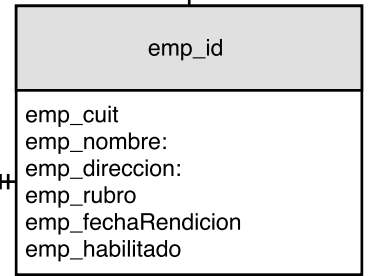 emp_id
emp_cuit
emp_nombre:
emp_direccion:
emp_rubro
emp_fechaRendicion
emp_habilitado